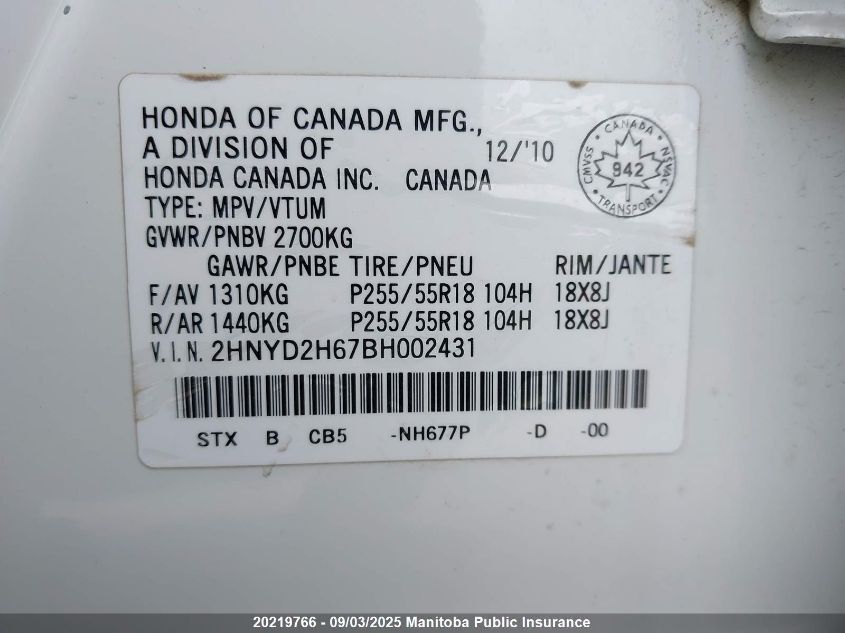 HONDA OF CANADA MFG.,
A DIVISION OF 12/'10
HONDA CANADA INC. CANADA
TYPE: MPV/VTUM
GVWR/PNBV 2700KG
GAWR/PNBE TIRE/PNEU RIM/JANTE
F/AV 1310KG P255/55R18 104H 18X8J
R/AR 1440KG P255/55R18 104H 18X8J
V.I.N. 2HNYD2H67BH002431
STX B CB5 -NH677P -D -00
CANADA
CMVSS 942 NSVAC
TRANSPORT
20219766 - 09/03/2025 Manitoba Public Insurance